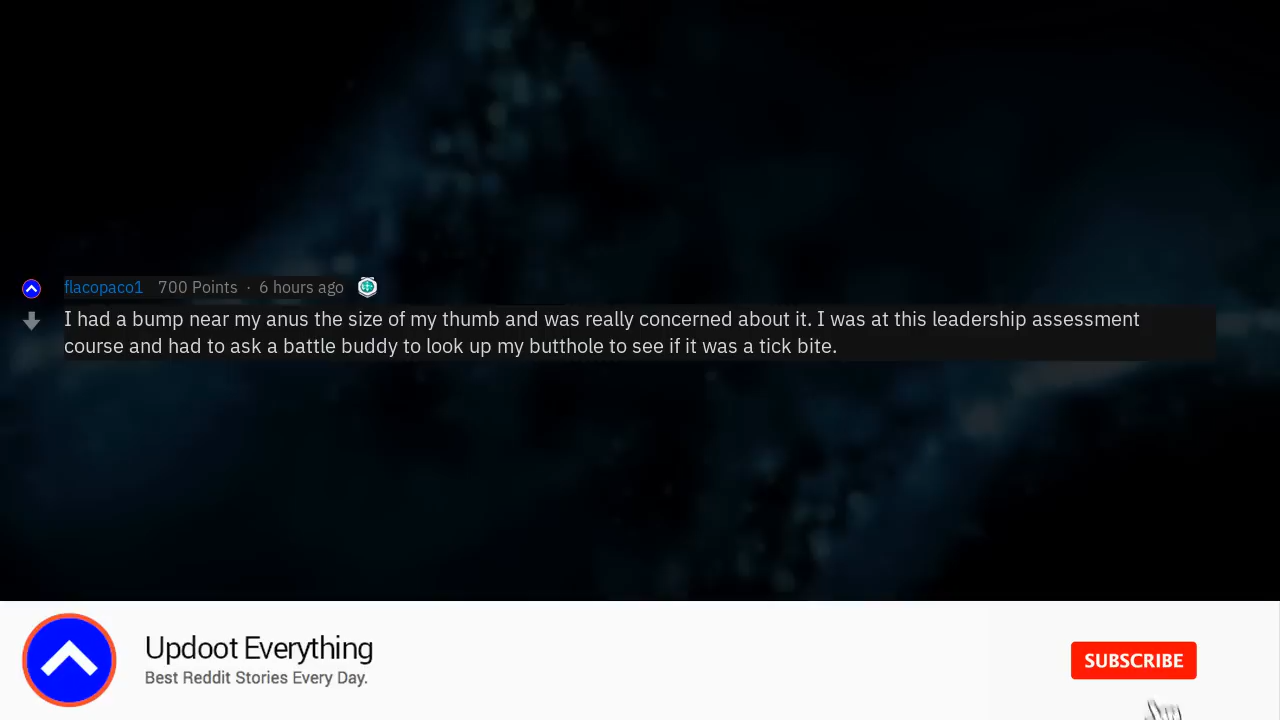 flacopaco1 700 Points · 6 hours ago
I had a bump near my anus the size of my thumb and was really concerned about it. I was at this leadership assessment
course and had to ask a battle buddy to look up my butthole to see if it was a tick bite.
Updoot Everything
Best Reddit Stories Every Day.
SUBSCRIBE